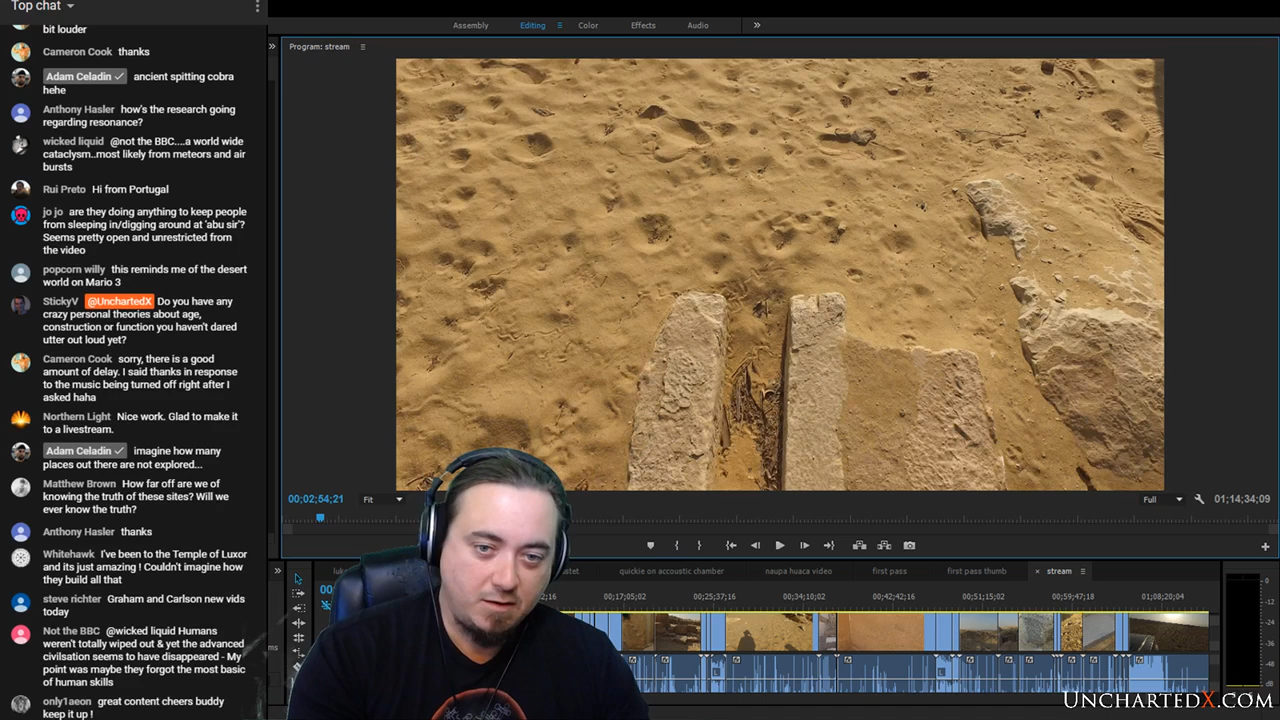 Top chat
bit louder
Cameron Cook thanks
Adam Celadin ancient spitting cobra
hehe
Anthony Hasler how's the research going
regarding resonance?
wicked liquid @not the BBC....a world wide
cataclysm..most likely from meteors and air
bursts
Rui Preto Hi from Portugal
jo jo are they doing anything to keep people
from sleeping in/digging around at 'abu sir'?
Seems pretty open and unrestricted from
the video
popcorn willy this reminds me of the desert
world on Mario 3
StickyV @UnchartedX Do you have any
crazy personal theories about age,
construction or function you haven't dared
utter out loud yet?
Cameron Cook sorry, there is a good
amount of delay. I said thanks in response
to the music being turned off right after I
asked haha
Northern Light Nice work. Glad to make it
to a livestream.
Adam Celadin imagine how many
places out there are not explored...
Matthew Brown How far off are we of
knowing the truth of these sites? Will we
ever know the truth?
Anthony Hasler thanks
Whitehawk I've been to the Temple of Luxor
and its just amazing ! Couldn't imagine how
they build all that
steve richter Graham and Carlson new vids
today
Not the BBC @wicked liquid Humans
weren't totally wiped out & yet the advanced
civilisation seems to have disappeared - My
point was maybe they forgot the most basic
of human skills
only1aeon great content cheers buddy
keep it up !
Assembly Editing Color Effects Audio
Program: stream
00;02;54;21 Fit Full 01;14;34;09
quickie on accoustic chamber naupa huaca video first pass first pass thumb × stream
00;17;05;02 00;25;37;16 00;34;10;02 00;42;42;16 00;51;15;02 00;59;47;18 01;08;20;04
UnchartedX.com